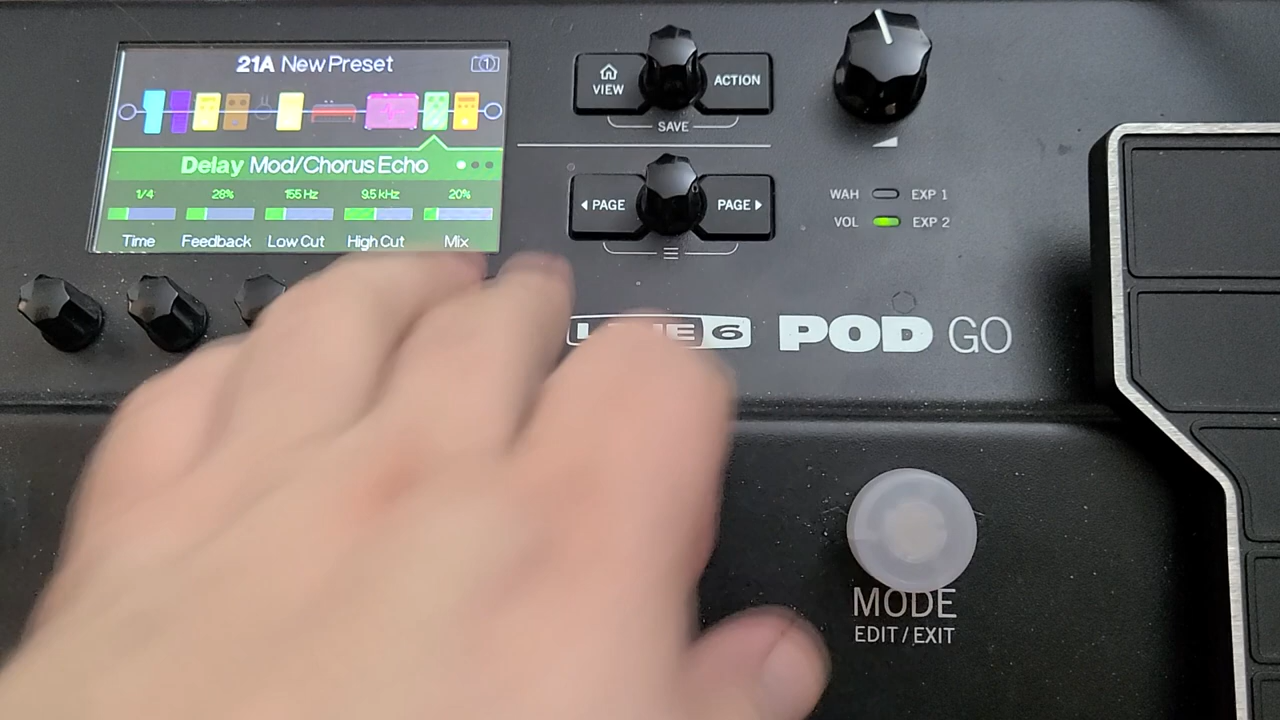 21A New Preset
1
Delay Mod/Chorus Echo
1/4 28% 155 Hz 9.5 kHz 20%
Time Feedback Low Cut High Cut Mix
VIEW
ACTION
SAVE
PAGE
PAGE
WAH EXP 1
VOL EXP 2
LINE 6 POD GO
MODE
EDIT / EXIT